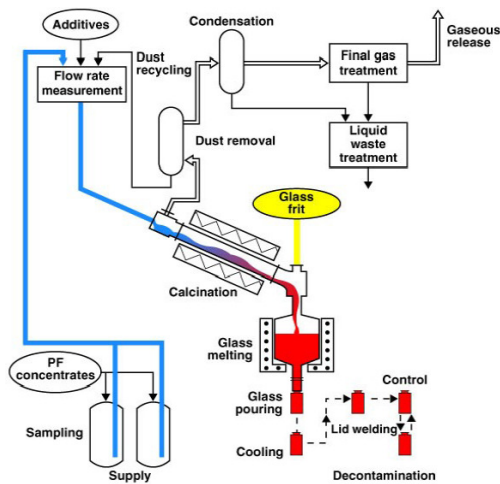 Additives
Condensation
Gaseous
release
Dust
recycling
Flow rate
measurement
Final gas
treatment
Dust removal
Liquid
waste
treatment
Glass
frit
Calcination
Glass
melting
PF
concentrates
Control
Glass
pouring
Sampling
Lid welding
Cooling
Supply
Decontamination